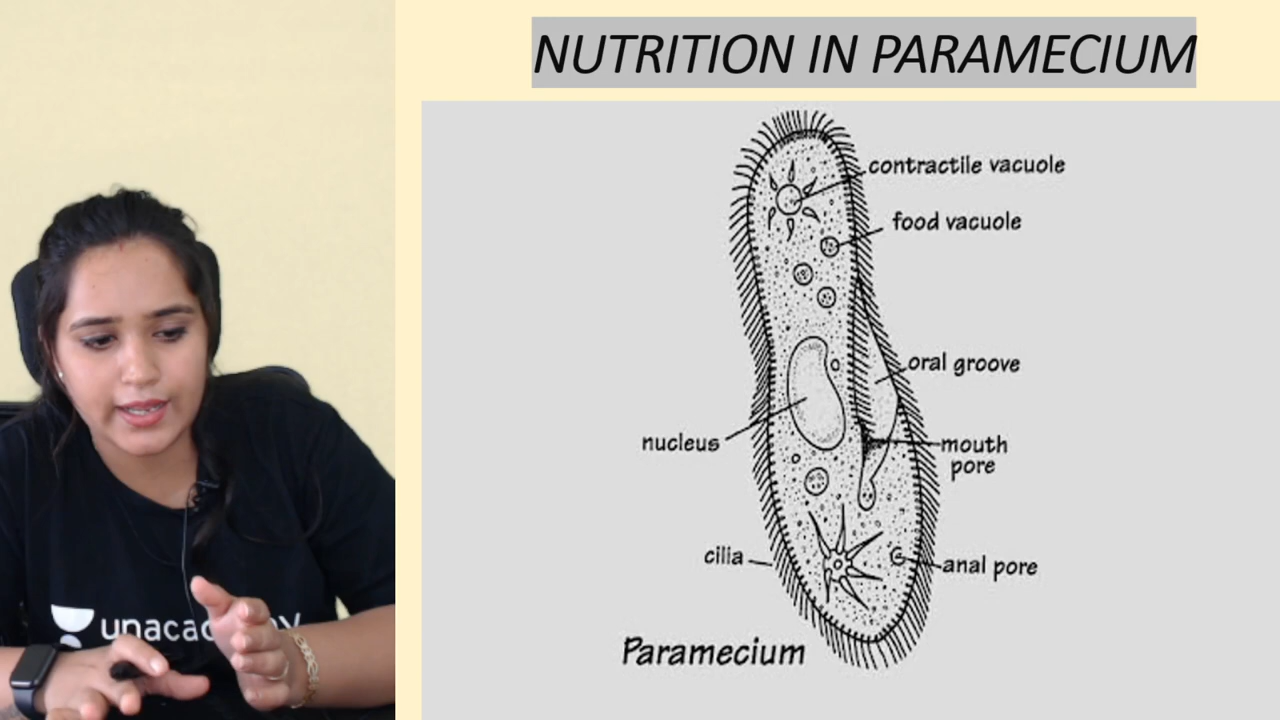 NUTRITION IN PARAMECIUM
contractile vacuole
food vacuole
oral groove
nucleus
mouth
pore
cilia
anal pore
Paramecium